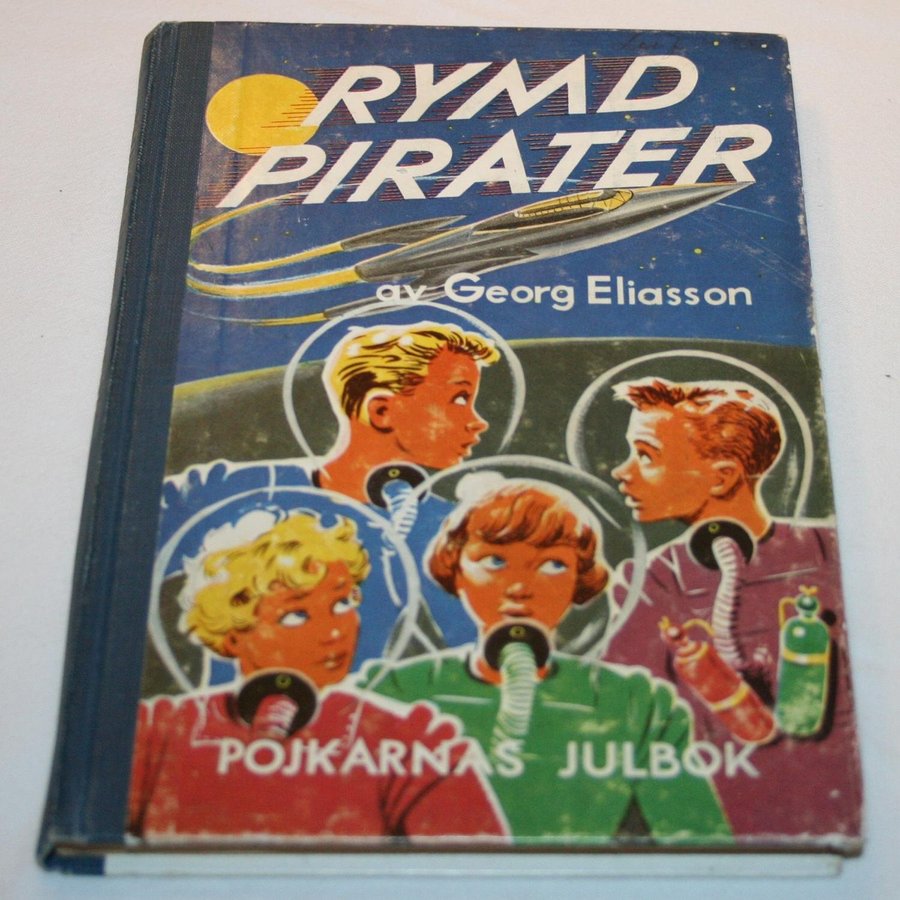 RYMD
PIRATER
av Georg Eliasson
POJKARNAS JULBOK